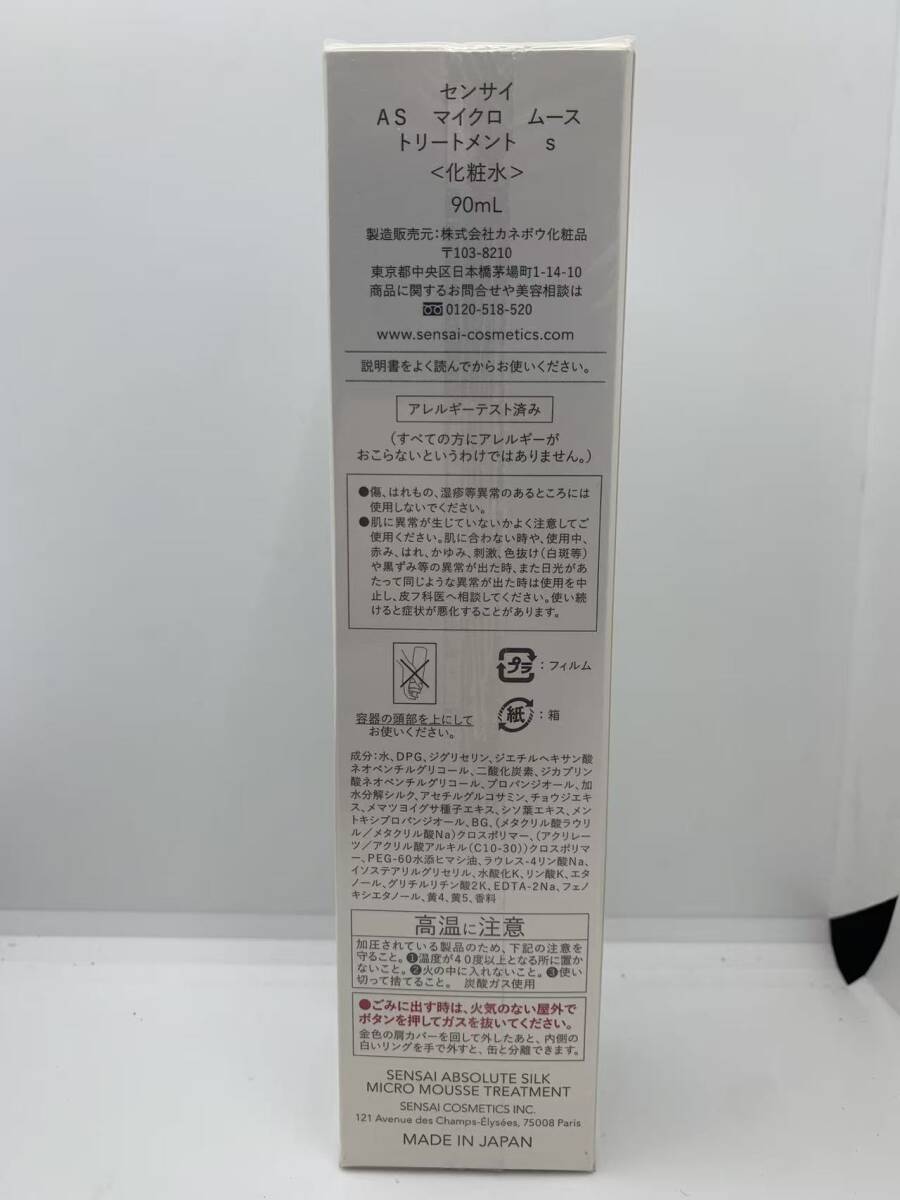 センサイ
AS マイクロ ムース
トリートメント s
<化粧水>
90mL
製造販売元:株式会社カネボウ化粧品
〒103-8210
東京都中央区日本橋茅場町1-14-10
商品に関するお問合せや美容相談は
0120-518-520
www.sensai-cosmetics.com
説明書をよく読んでからお使いください。
アレルギーテスト済み
(すべての方にアレルギーが
おこらないというわけではありません。)
●傷、はれもの、湿疹等異常のあるところには
使用しないでください。
●肌に異常が生じていないかよく注意してご
使用ください。肌に合わない時や、使用中、
赤み、はれ、かゆみ、刺激、色抜け(白斑等)
や黒ずみ等の異常が出た時、また日光があ
たって同じような異常が出た時は使用を中
止し、皮フ科医へ相談してください。使い続
けると症状が悪化することがあります。
プラ:フィルム
紙:箱
容器の頭部を上にして
お使いください。
成分:水、DPG、ジグリセリン、ジエチルヘキサン酸
ネオペンチルグリコール、二酸化炭素、ジカプリン
酸ネオペンチルグリコール、プロパンジオール、加
水分解シルク、アセチルグルコサミン、チョウジエキ
ス、メマツヨイグサ種子エキス、シソ葉エキス、メン
トキシプロパンジオール、BG、(メタクリル酸ラウリ
ル/メタクリル酸Na)クロスポリマー、(アクリレー
ツ/アクリル酸アルキル(C10-30))クロスポリマ
ー、PEG-60水添ヒマシ油、ラウレス-4リン酸Na、
イソステアリルグリセリル、水酸化K、リン酸K、エタ
ノール、グリチルリチン酸2K、EDTA-2Na、フェノ
キシエタノール、黄4、黄5、香料
高温に注意
加圧されている製品のため、下記の注意を
守ること。❶温度が40度以上となる所に置か
ないこと。❷火の中に入れないこと。❸使い
切って捨てること。 炭酸ガス使用
●ごみに出す時は、火気のない屋外で
ボタンを押してガスを抜いてください。
金色の肩カバーを回して外したあと、内側の
白いリングを手で外すと、缶と分離できます。
SENSAI ABSOLUTE SILK
MICRO MOUSSE TREATMENT
SENSAI COSMETICS INC.
121 Avenue des Champs-Élysées, 75008 Paris
MADE IN JAPAN